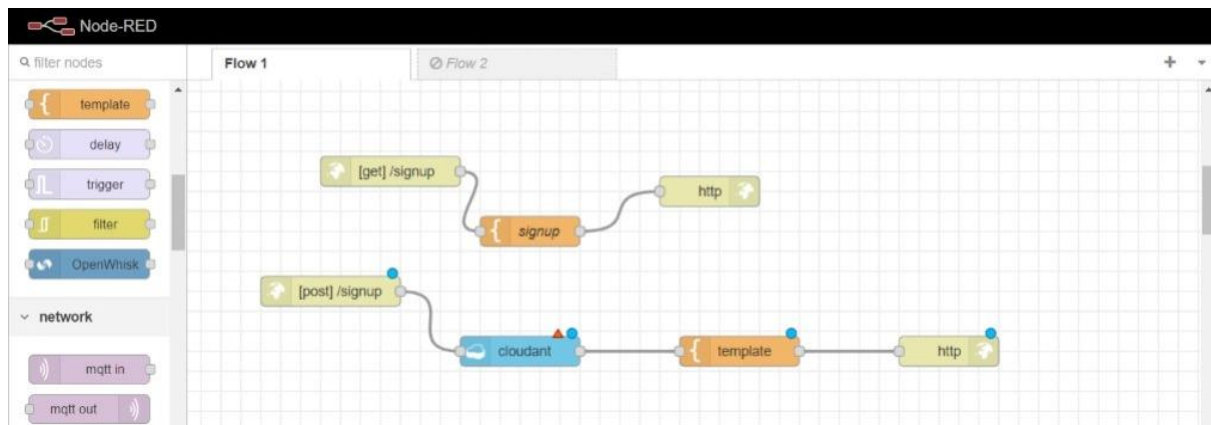 Node-RED
filter nodes
Flow 1
Flow 2
template
delay
trigger
filter
OpenWhisk
network
mqtt in
mqtt out
[get] /signup
http
signup
[post] /signup
cloudant
template
http